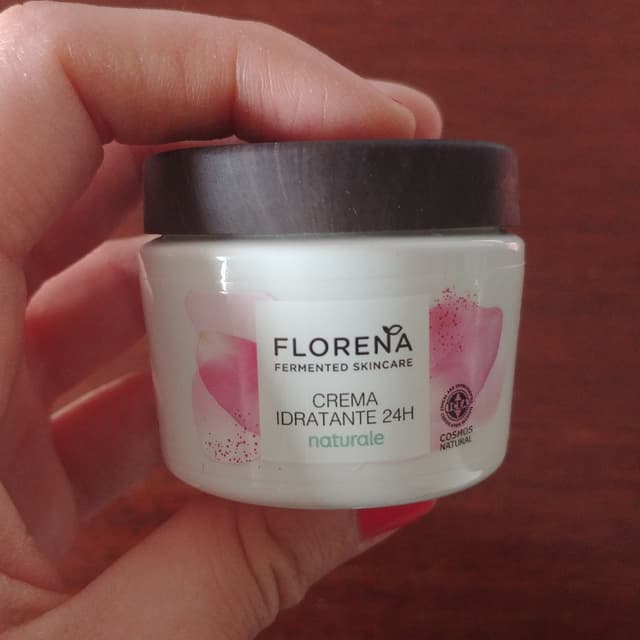 FLORENA
FERMENTED SKINCARE
CREMA
IDRATANTE 24H
naturale
COSMOS
NATURAL